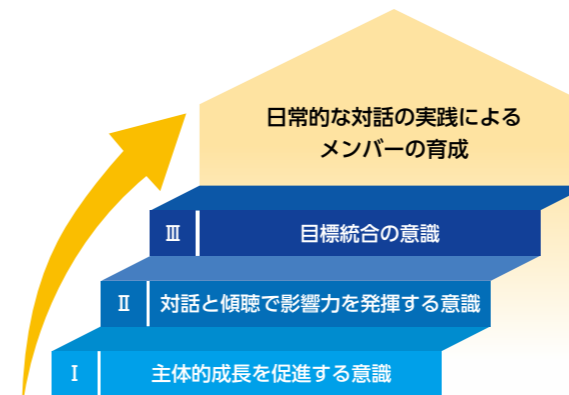 日常的な対話の実践による
メンバーの育成
Ⅲ 目標統合の意識
Ⅱ 対話と傾聴で影響力を発揮する意識
Ⅰ 主体的成長を促進する意識